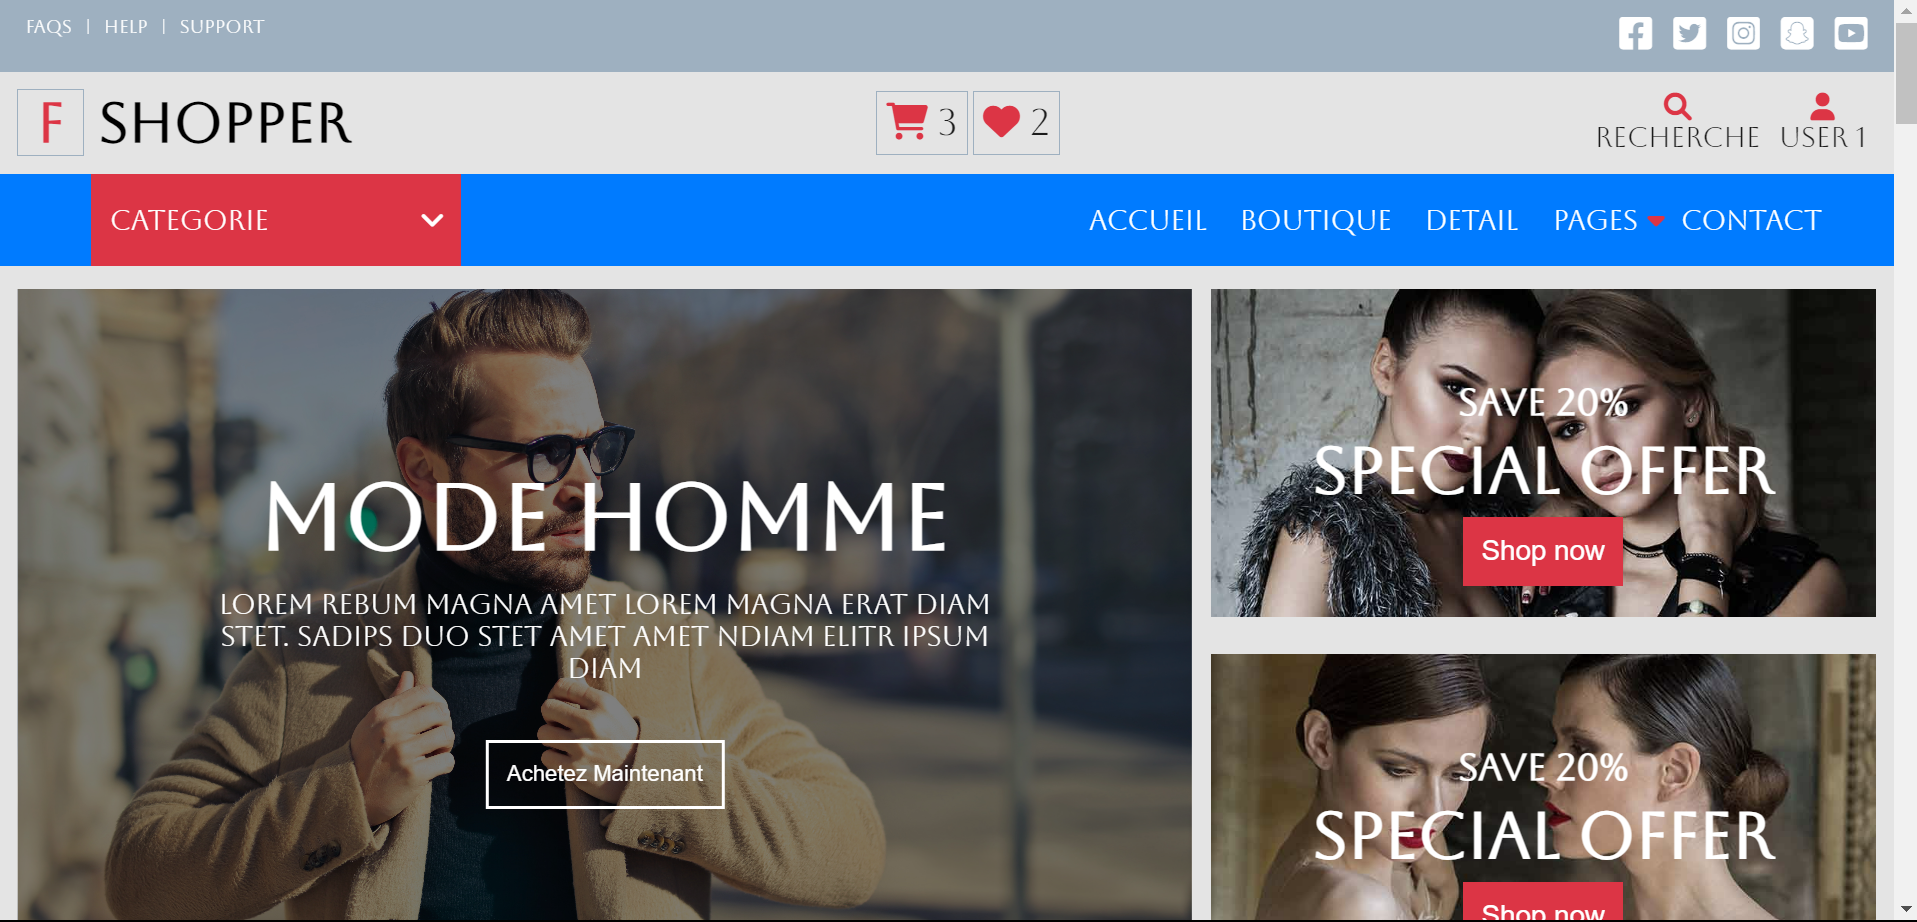 FAQS | HELP | SUPPORT
F SHOPPER
3
2
RECHERCHE
USER 1
CATEGORIE
ACCUEIL
BOUTIQUE
DETAIL
PAGES
CONTACT
MODE HOMME
LOREM REBUM MAGNA AMET LOREM MAGNA ERAT DIAM
STET. SADIPS DUO STET AMET AMET NDIAM ELITR IPSUM
DIAM
Achetez Maintenant
SAVE 20%
SPECIAL OFFER
Shop now
SAVE 20%
SPECIAL OFFER
Shop now